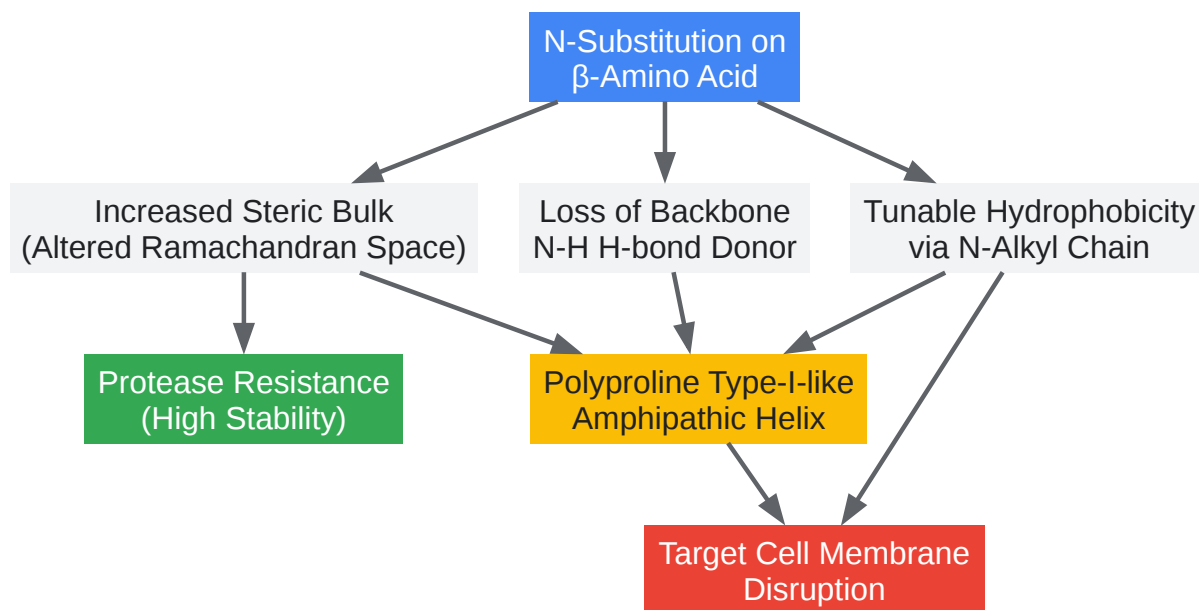 N-Substitution on
β-Amino Acid
Increased Steric Bulk
(Altered Ramachandran Space)
Loss of Backbone
N-H H-bond Donor
Tunable Hydrophobicity
via N-Alkyl Chain
Protease Resistance
(High Stability)
Polyproline Type-I-like
Amphipathic Helix
Target Cell Membrane
Disruption